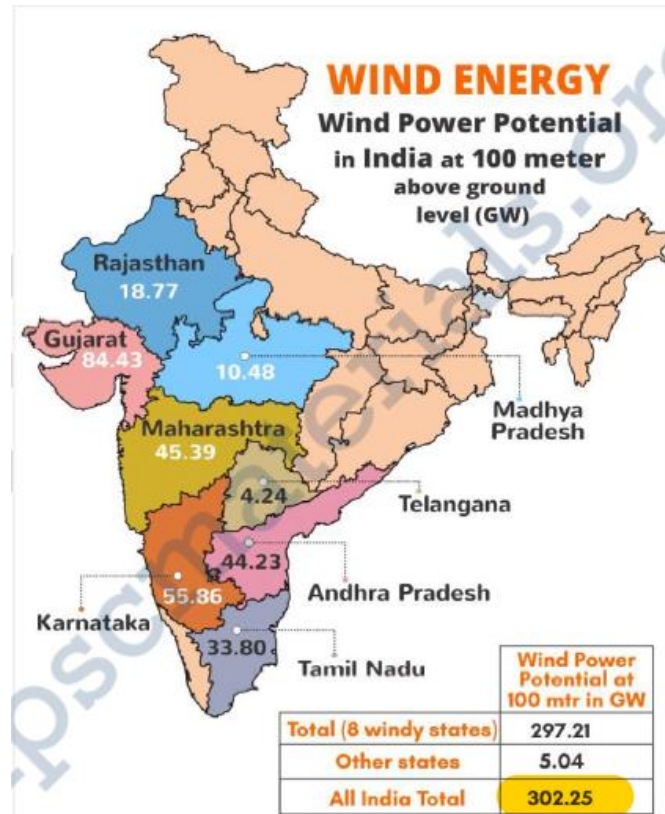 WIND ENERGY
Wind Power Potential
in India at 100 meter
above ground
level (GW)
Rajasthan
18.77
Gujarat
84.43
10.48
Madhya
Pradesh
Maharashtra
45.39
4.24
Telangana
44.23
Andhra Pradesh
55.86
Karnataka
33.80
Tamil Nadu
Wind Power
Potential at
100 mtr in GW
Total (8 windy states) 297.21
Other states 5.04
All India Total 302.25
pscmaterials.or